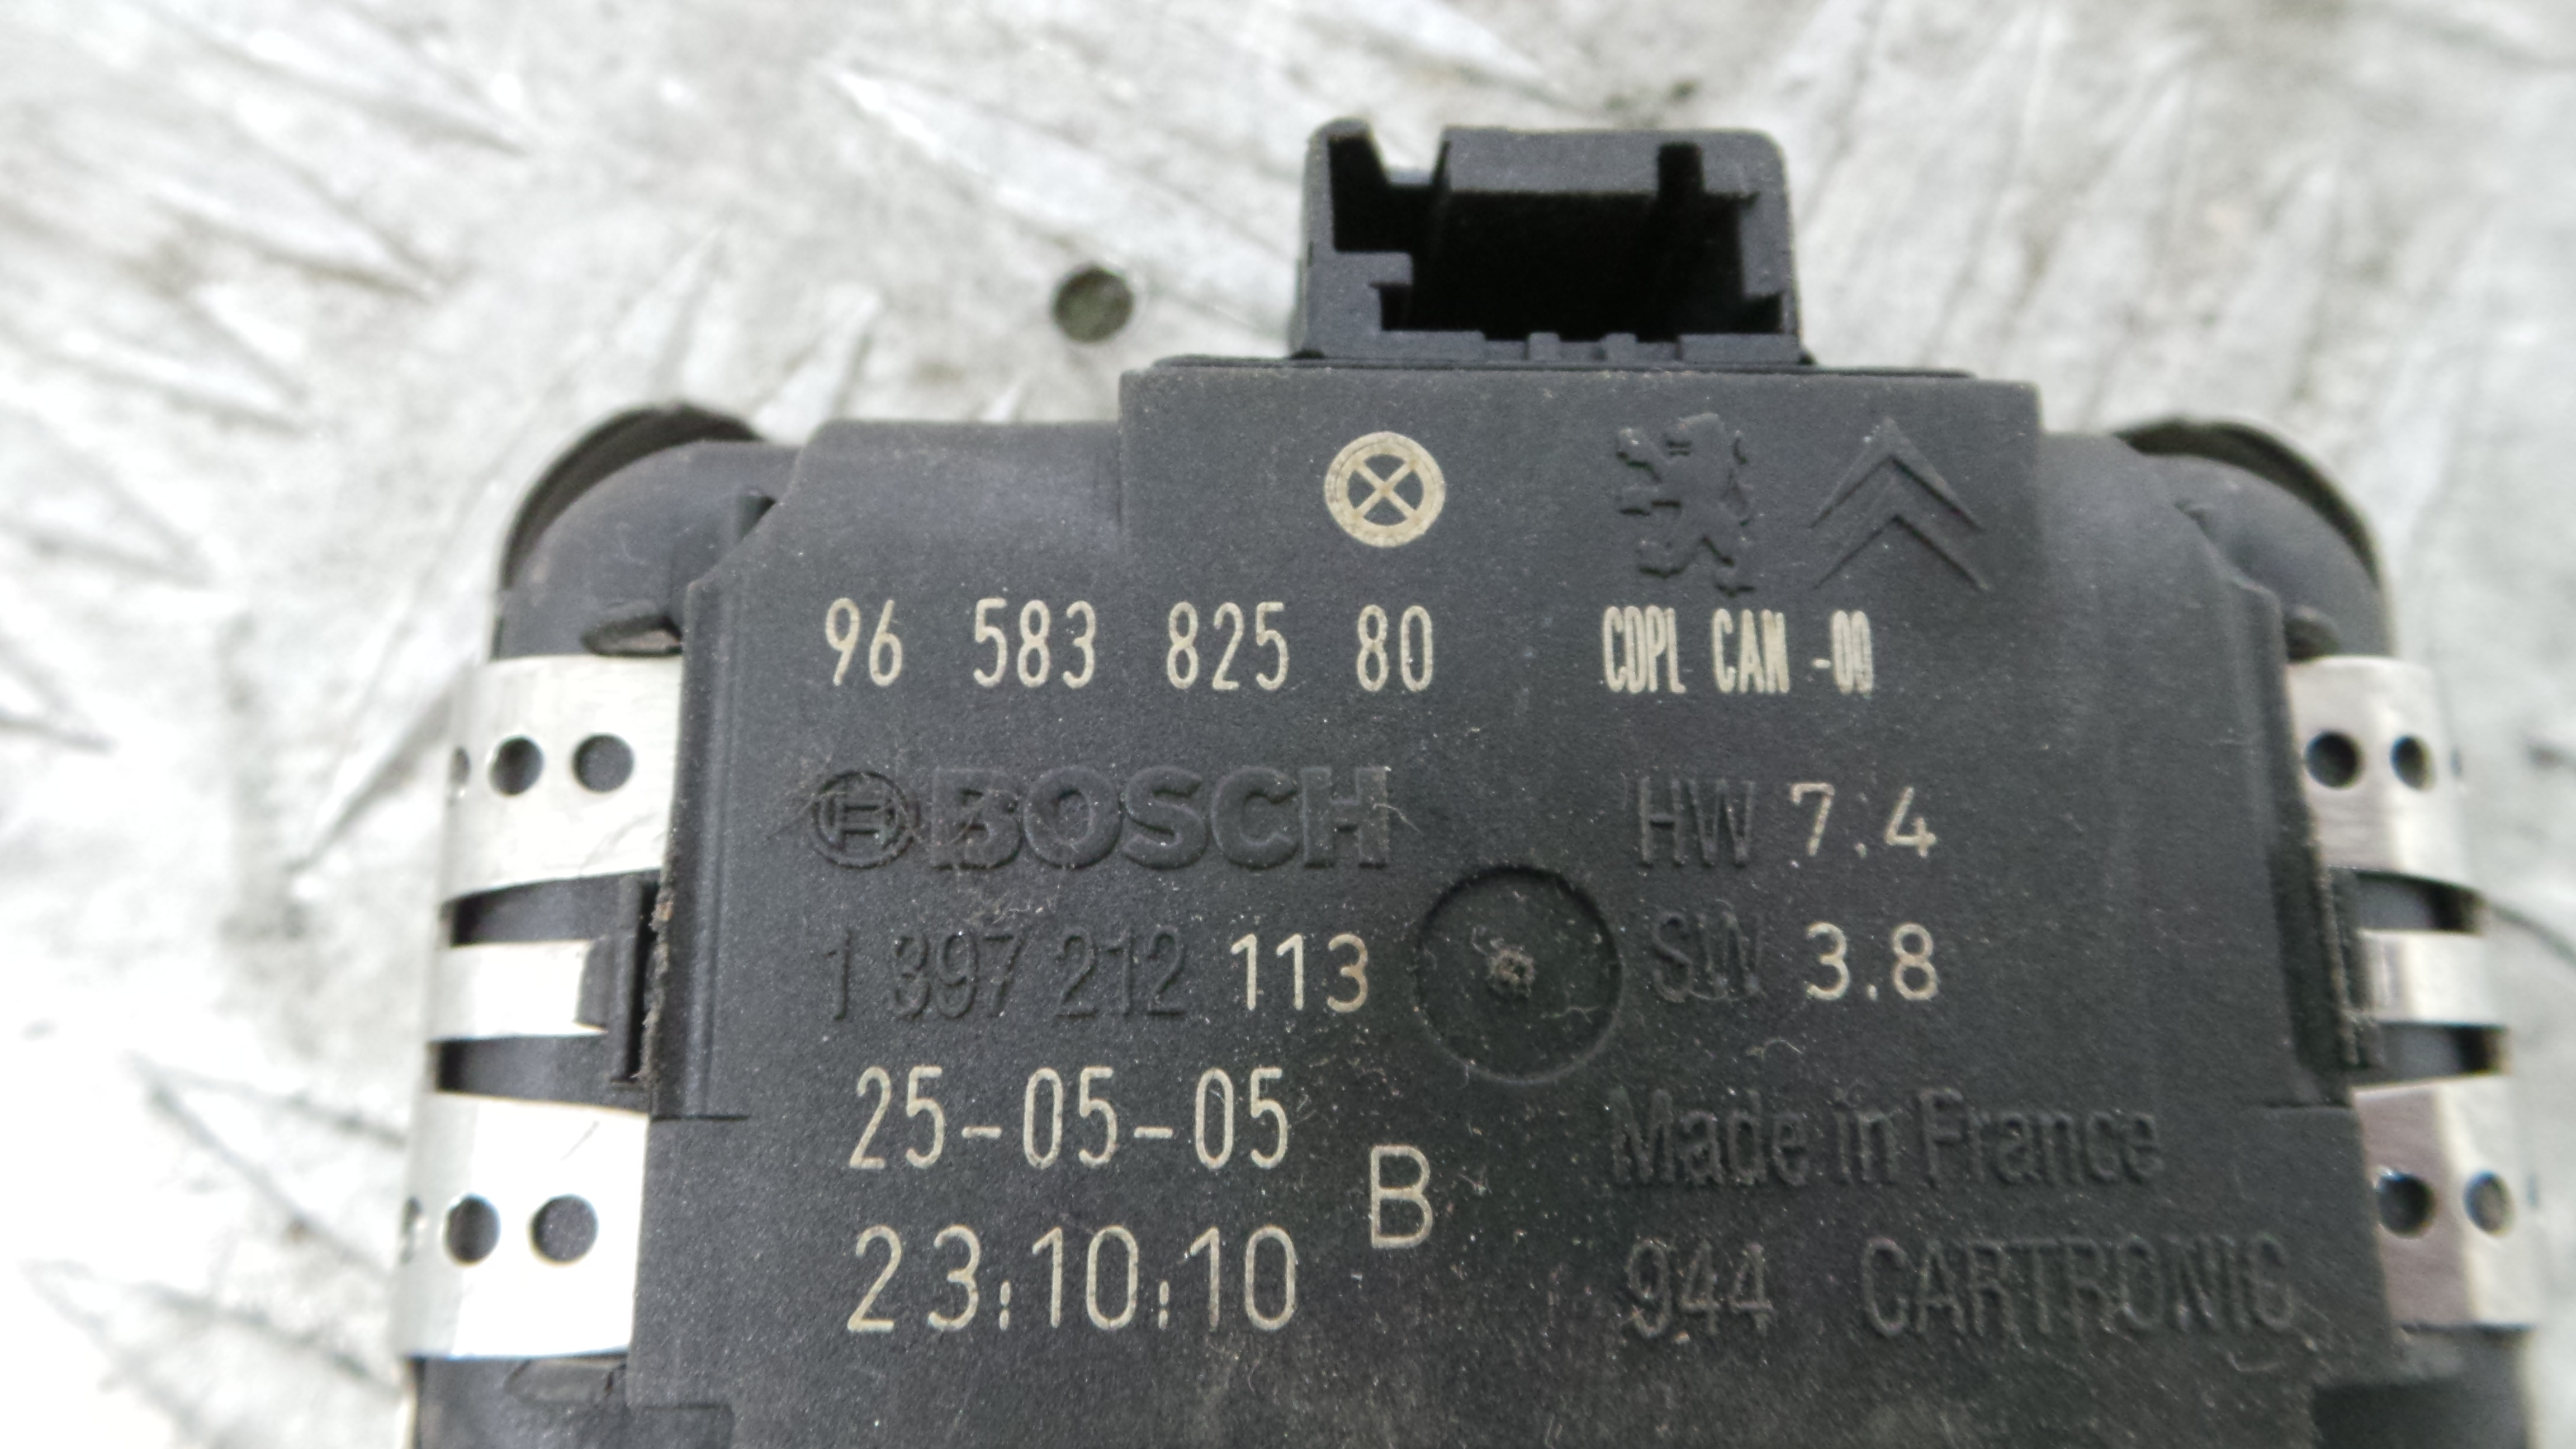 96 583 825 80 CDPL CAN -00
BOSCH HW 7.4
1 397 212 113 SW 3.8
25-05-05 Made in France
B
23:10:10 944 CARTRONIC